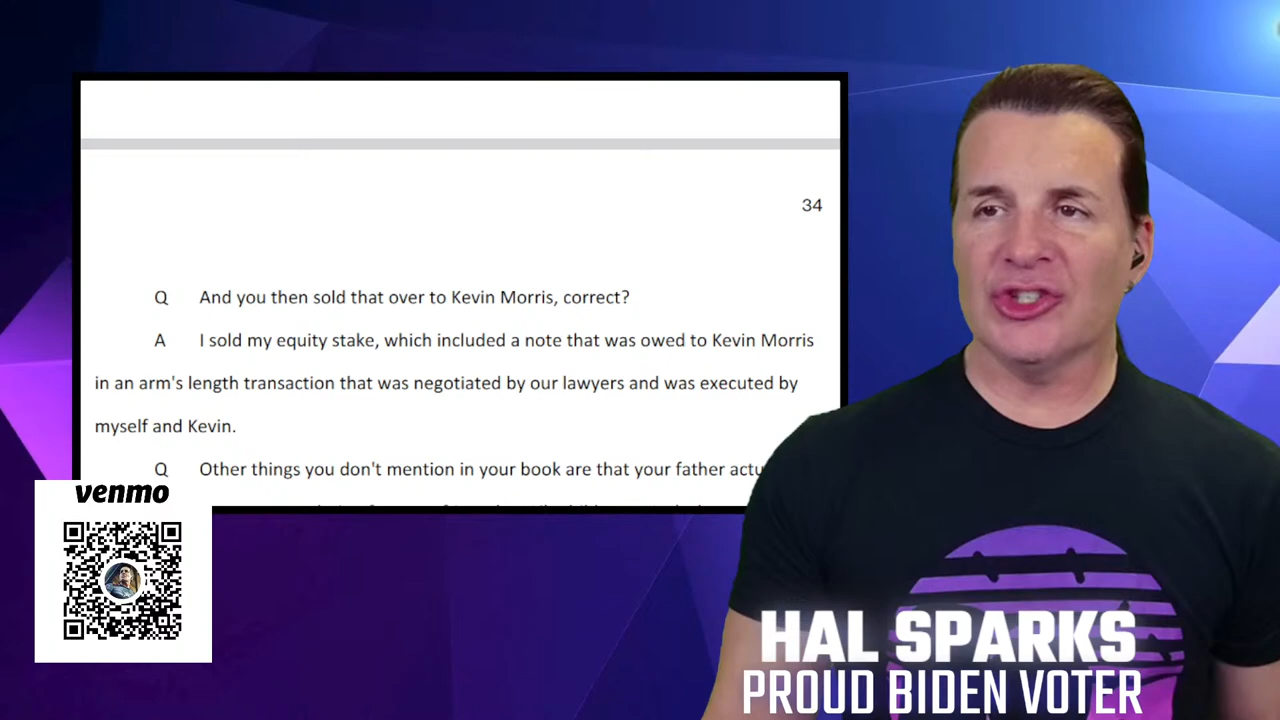 34
Q And you then sold that over to Kevin Morris, correct?
A I sold my equity stake, which included a note that was owed to Kevin Morris
in an arm's length transaction that was negotiated by our lawyers and was executed by
myself and Kevin.
Q Other things you don't mention in your book are that your father
venmo
HAL SPARKS
PROUD BIDEN VOTER